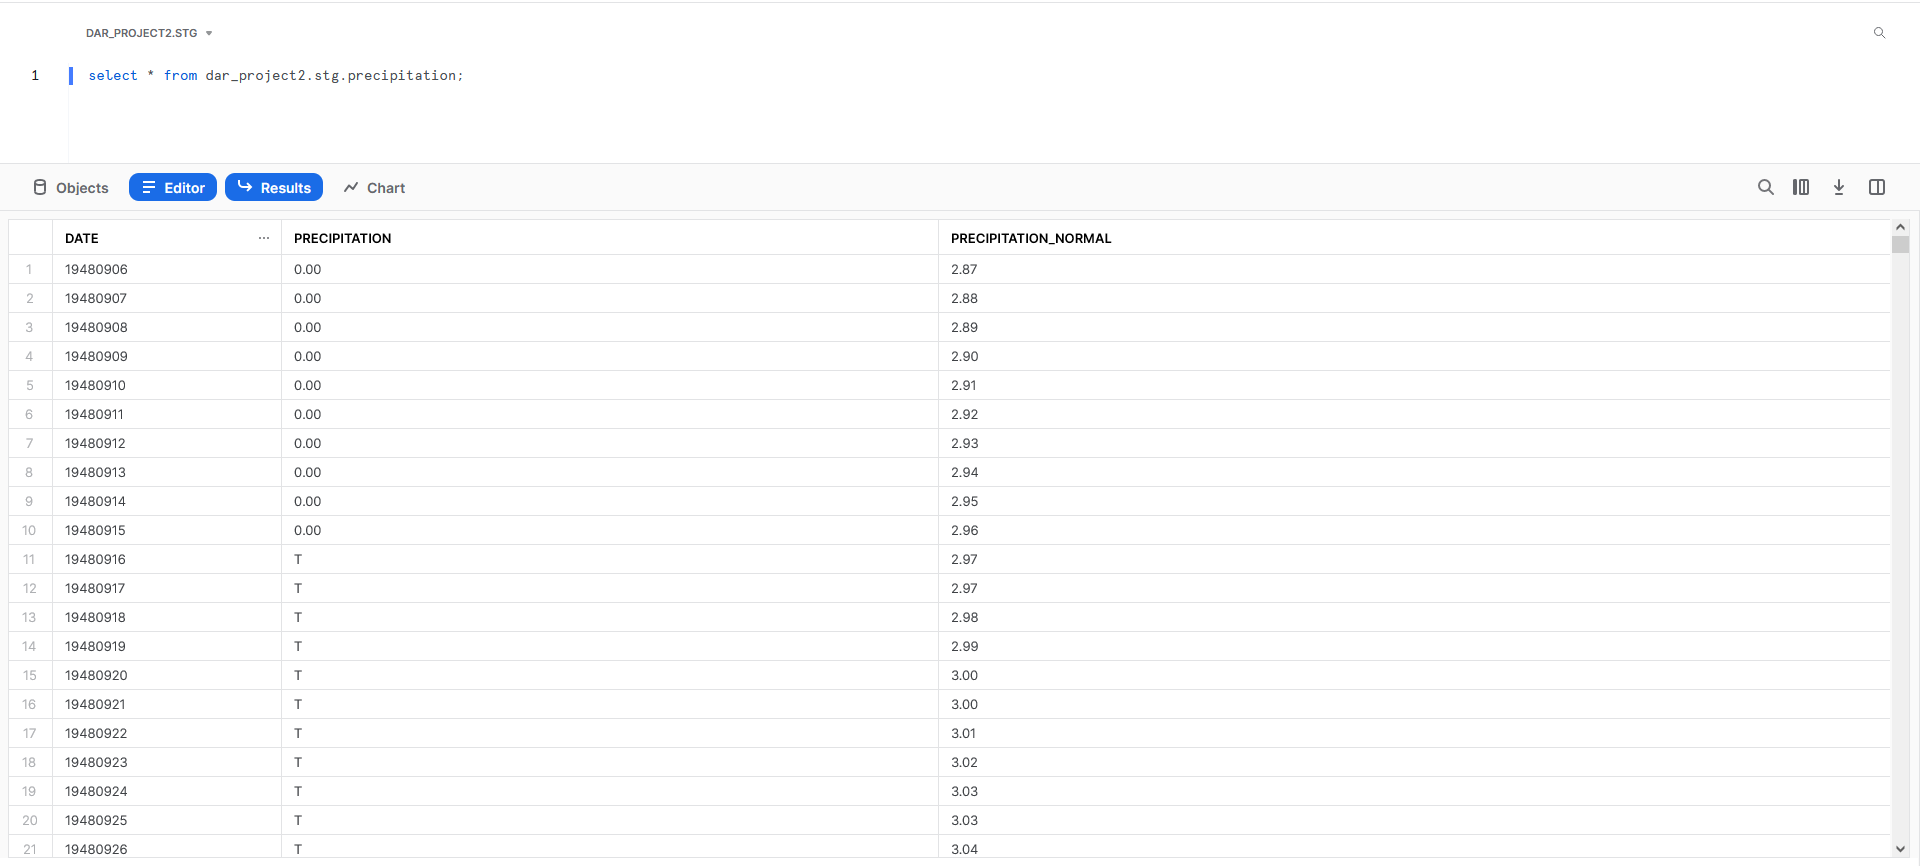 DAR_PROJECT2.STG
1 select * from dar_project2.stg.precipitation;
Objects Editor Results Chart
DATE ... PRECIPITATION PRECIPITATION_NORMAL
1 19480906 0.00 2.87
2 19480907 0.00 2.88
3 19480908 0.00 2.89
4 19480909 0.00 2.90
5 19480910 0.00 2.91
6 19480911 0.00 2.92
7 19480912 0.00 2.93
8 19480913 0.00 2.94
9 19480914 0.00 2.95
10 19480915 0.00 2.96
11 19480916 T 2.97
12 19480917 T 2.97
13 19480918 T 2.98
14 19480919 T 2.99
15 19480920 T 3.00
16 19480921 T 3.00
17 19480922 T 3.01
18 19480923 T 3.02
19 19480924 T 3.03
20 19480925 T 3.03
21 19480926 T 3.04